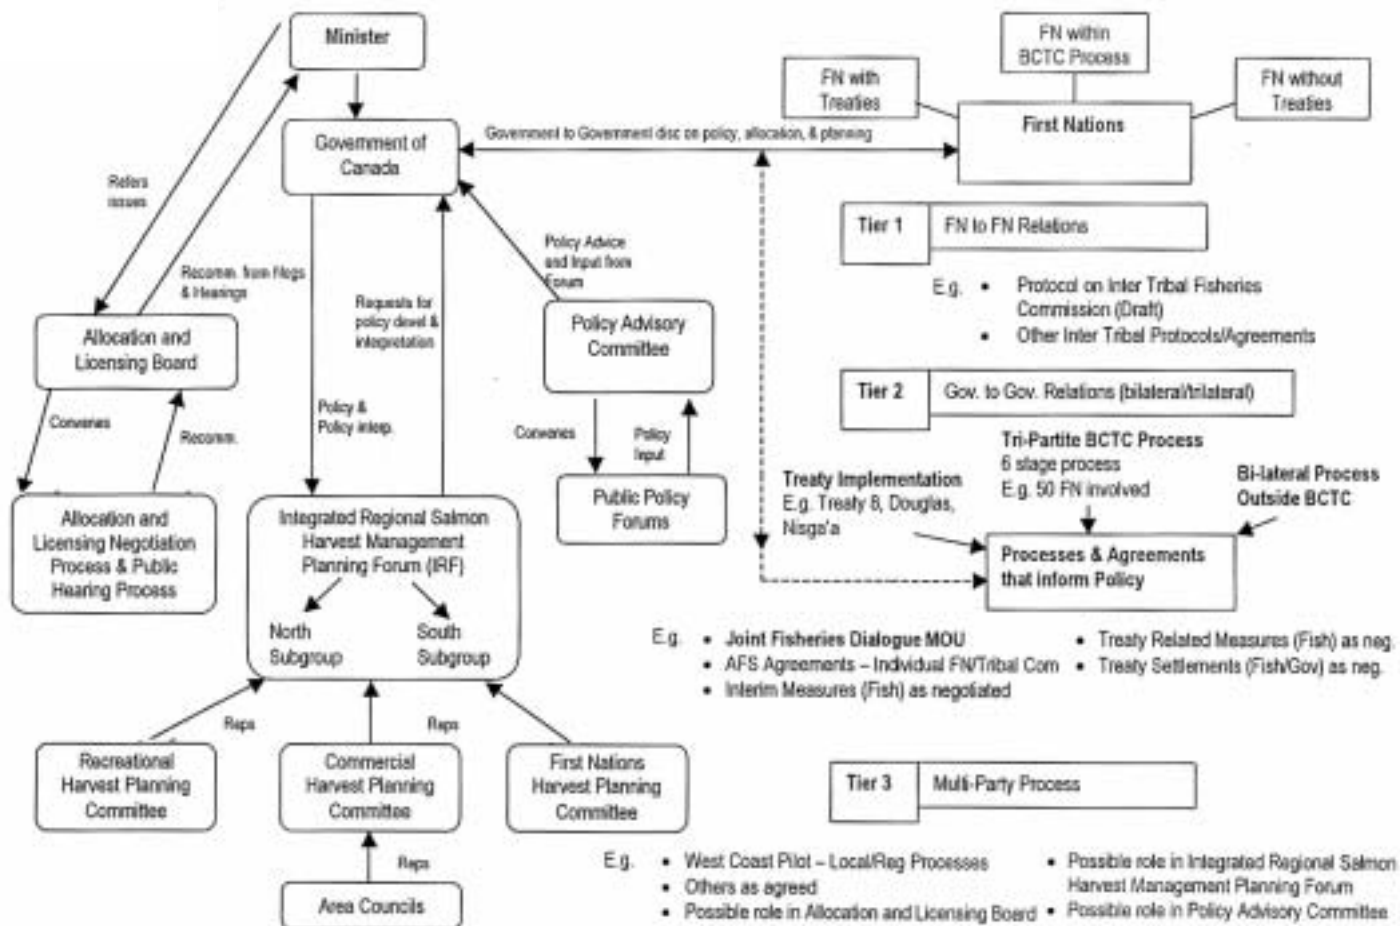 Minister
Government of
Canada
Refers
issues
Recomm. from Negs
& Hearings
Allocation and
Licensing Board
Convenes
Recomm.
Allocation and
Licensing Negotiation
Process & Public
Hearing Process
Policy &
Policy interp.
Requests for
policy devel &
intepretation
Policy Advice
and Input from
Forum
Policy Advisory
Committee
Convenes
Policy
Input
Public Policy
Forums
Integrated Regional Salmon
Harvest Management
Planning Forum (IRF)
North
Subgroup
South
Subgroup
Reps
Reps
Recreational
Harvest Planning
Committee
Commercial
Harvest Planning
Committee
First Nations
Harvest Planning
Committee
Reps
Area Councils
Government to Government disc on policy, allocation, & planning
FN with
Treaties
FN within
BCTC Process
FN without
Treaties
First Nations
Tier 1
FN to FN Relations
E.g. • Protocol on Inter Tribal Fisheries
Commission (Draft)
• Other Inter Tribal Protocols/Agreements
Tier 2
Gov. to Gov. Relations (bilateral/trilateral)
Treaty Implementation
E.g. Treaty 8, Douglas,
Nisga'a
Tri-Partite BCTC Process
6 stage process
E.g. 50 FN involved
Bi-lateral Process
Outside BCTC
Processes & Agreements
that inform Policy
E.g. • Joint Fisheries Dialogue MOU
• AFS Agreements – Individual FN/Tribal Com
• Interim Measures (Fish) as negotiated
• Treaty Related Measures (Fish) as neg.
• Treaty Settlements (Fish/Gov) as neg.
Tier 3
Multi-Party Process
E.g. • West Coast Pilot – Local/Reg Processes
• Others as agreed
• Possible role in Allocation and Licensing Board
• Possible role in Integrated Regional Salmon
Harvest Management Planning Forum
• Possible role in Policy Advisory Committee